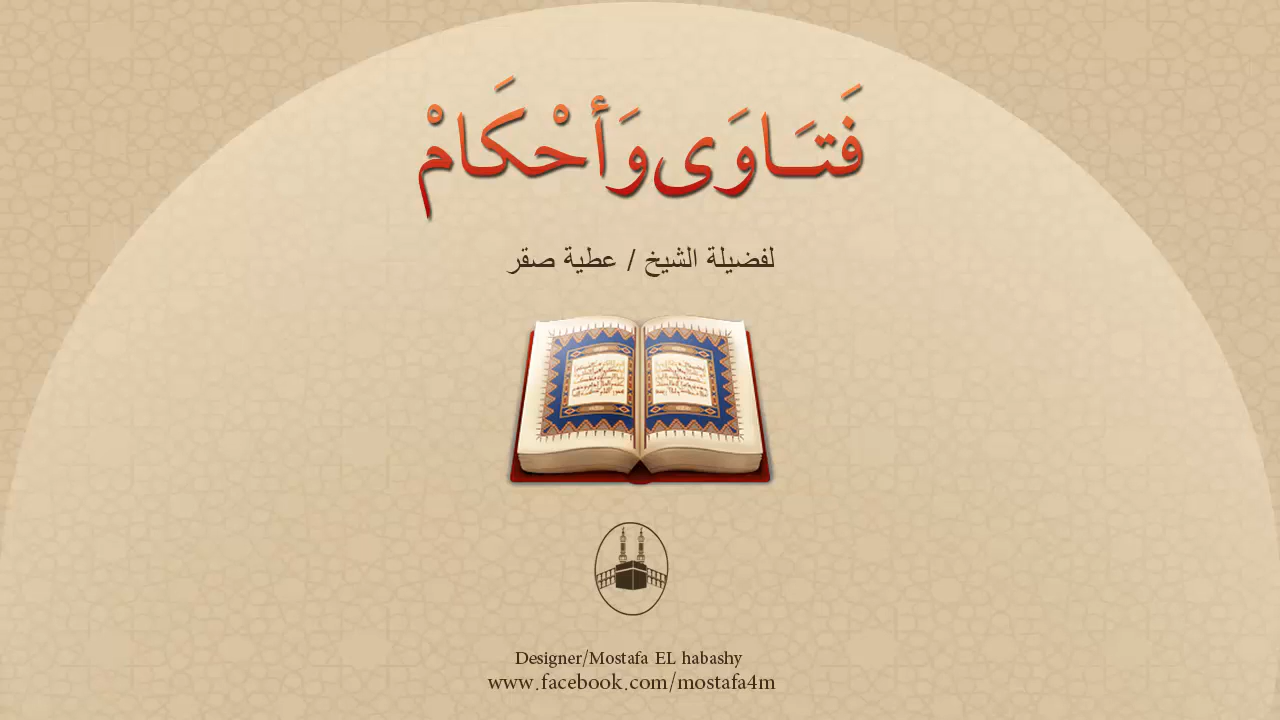 فَتَاوَى وَأَحْكَامْ
لفضيلة الشيخ / عطية صقر
Designer/Mostafa EL habashy
www.facebook.com/mostafa4m